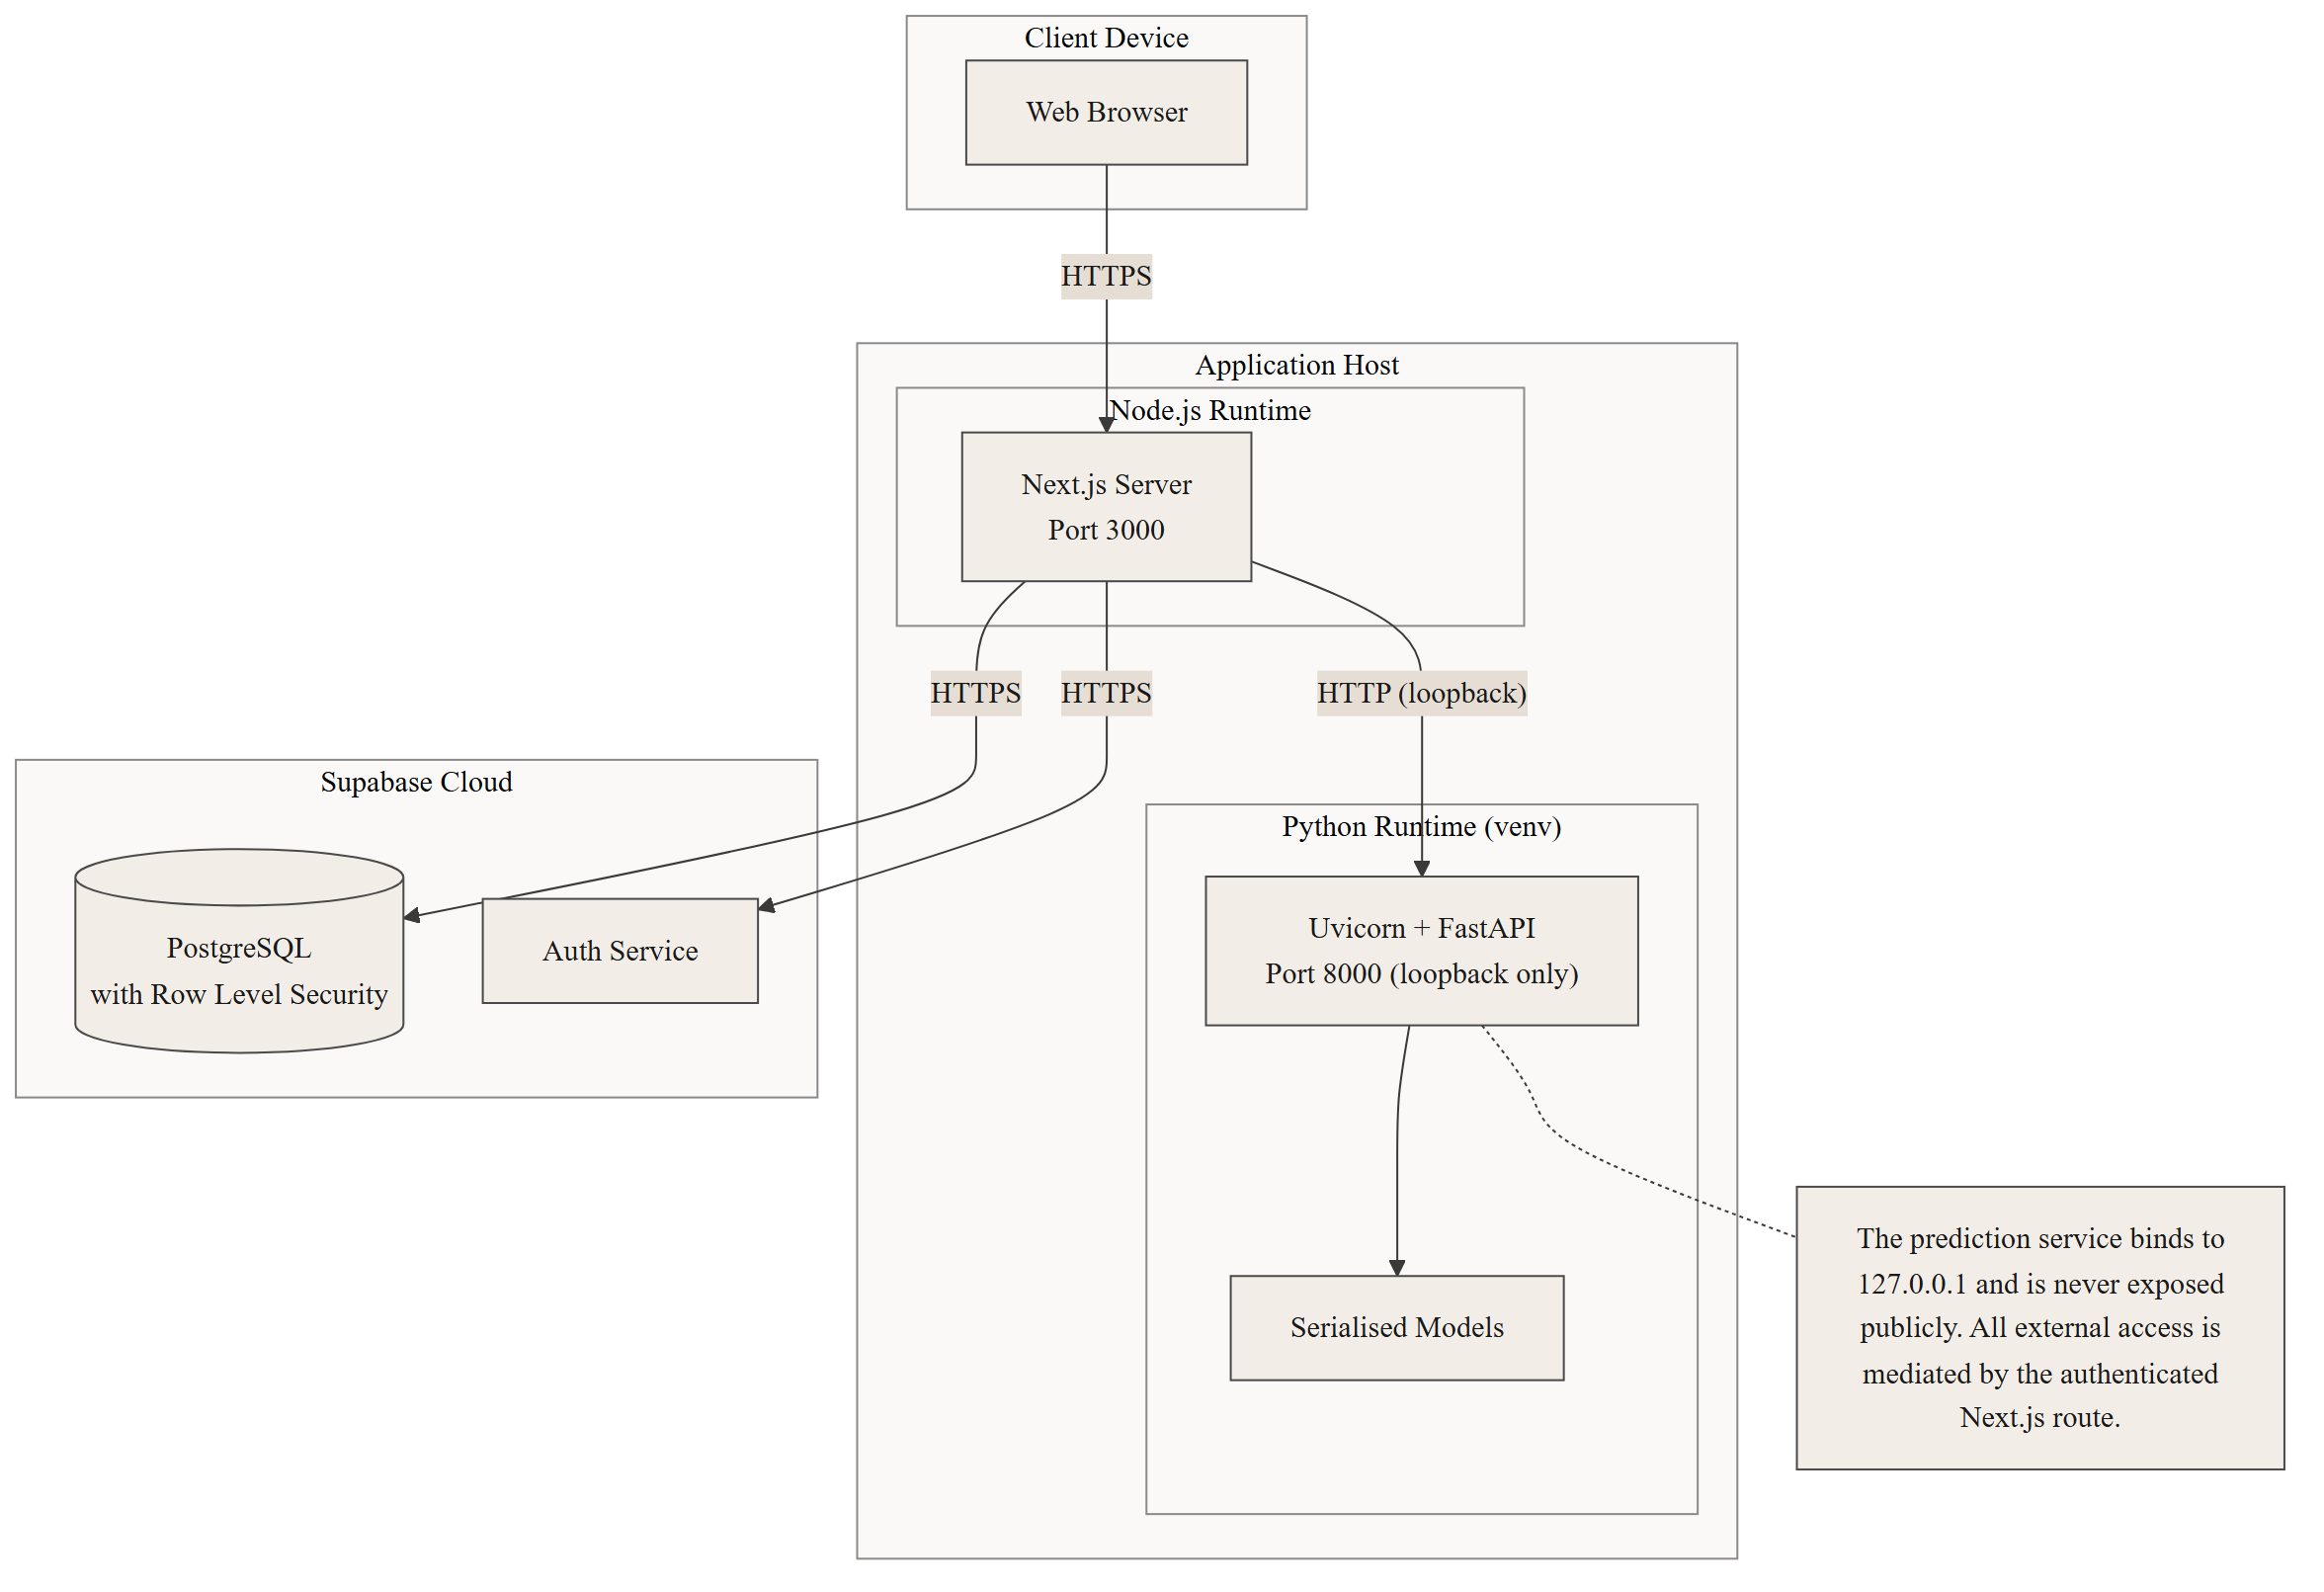 Client Device
Web Browser
HTTPS
Application Host
Node.js Runtime
Next.js Server
Port 3000
HTTPS
HTTPS
HTTP (loopback)
Supabase Cloud
PostgreSQL
with Row Level Security
Auth Service
Python Runtime (venv)
Uvicorn + FastAPI
Port 8000 (loopback only)
Serialised Models
The prediction service binds to
127.0.0.1 and is never exposed
publicly. All external access is
mediated by the authenticated
Next.js route.